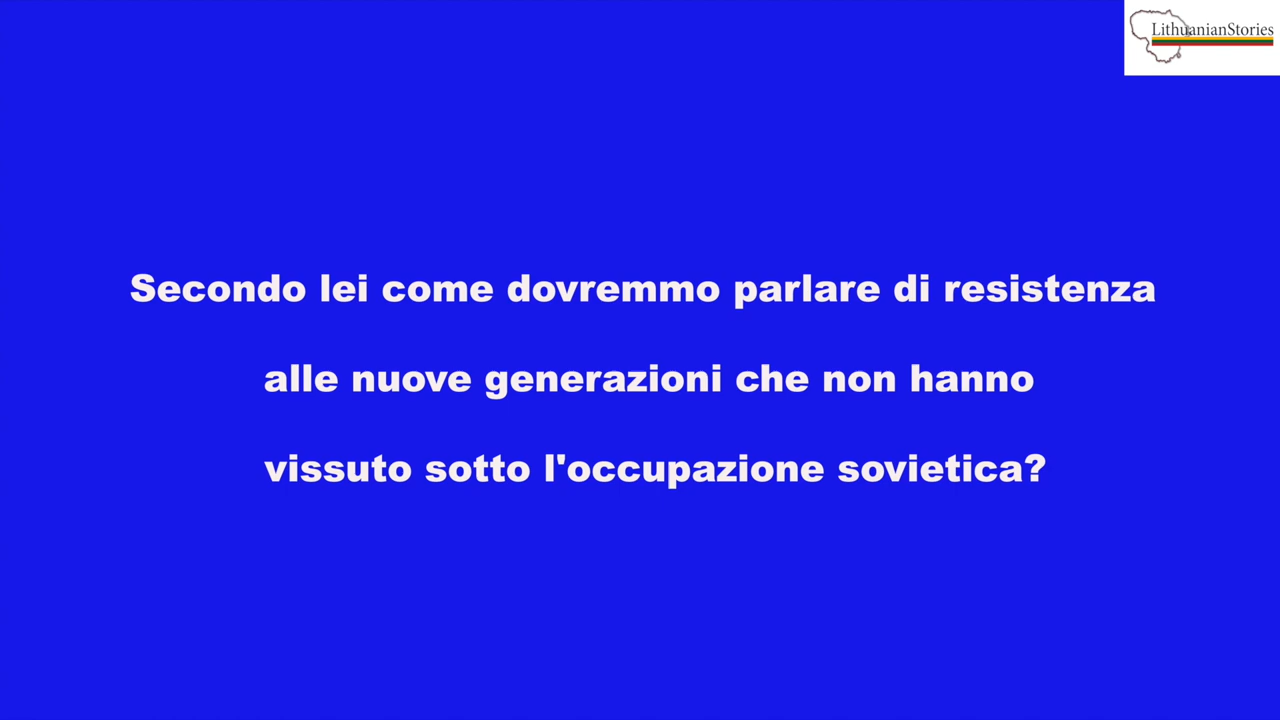 LithuanianStories
Secondo lei come dovremmo parlare di resistenza
alle nuove generazioni che non hanno
vissuto sotto l'occupazione sovietica?